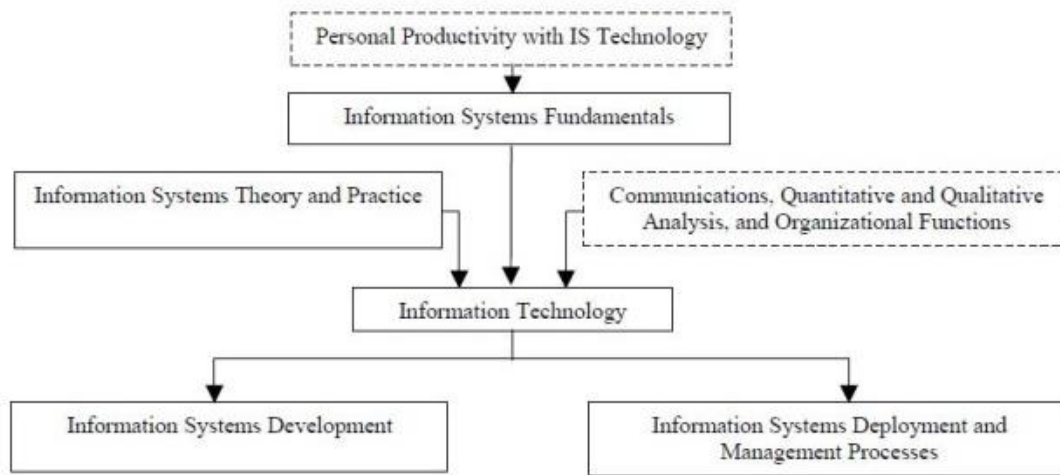 Personal Productivity with IS Technology
Information Systems Fundamentals
Information Systems Theory and Practice
Communications, Quantitative and Qualitative
Analysis, and Organizational Functions
Information Technology
Information Systems Development
Information Systems Deployment and
Management Processes